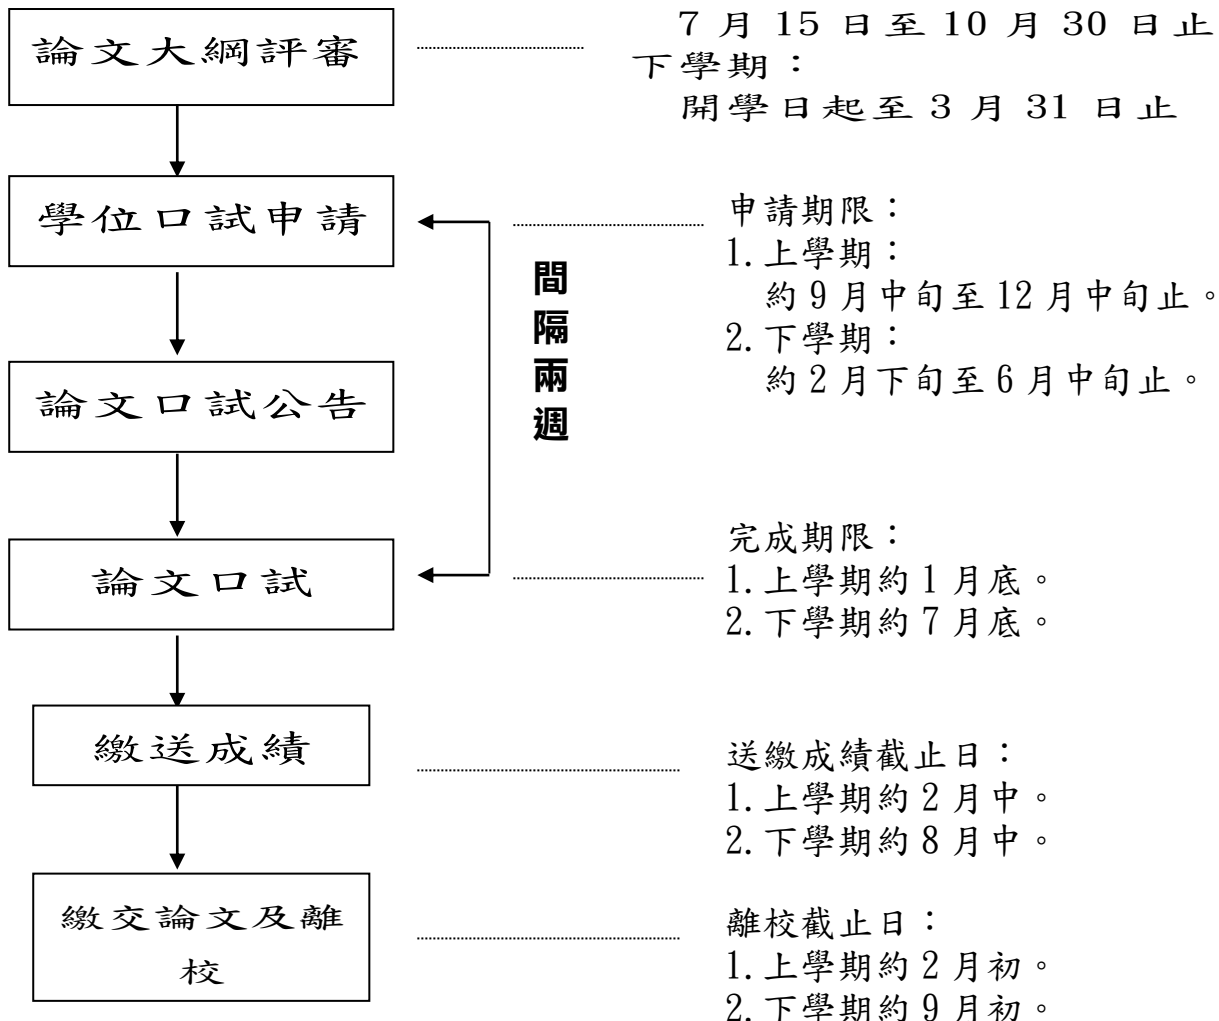 論文大綱評審
7 月 15 日至 10 月 30 日止
下學期：
開學日起至 3 月 31 日止
學位口試申請
申請期限：
1.上學期：
約 9 月中旬至 12 月中旬止。
2.下學期：
約 2 月下旬至 6 月中旬止。
間隔兩週
論文口試公告
論文口試
完成期限：
1.上學期約 1 月底。
2.下學期約 7 月底。
繳送成績
送繳成績截止日：
1.上學期約 2 月中。
2.下學期約 8 月中。
繳交論文及離
校
離校截止日：
1.上學期約 2 月初。
2.下學期約 9 月初。